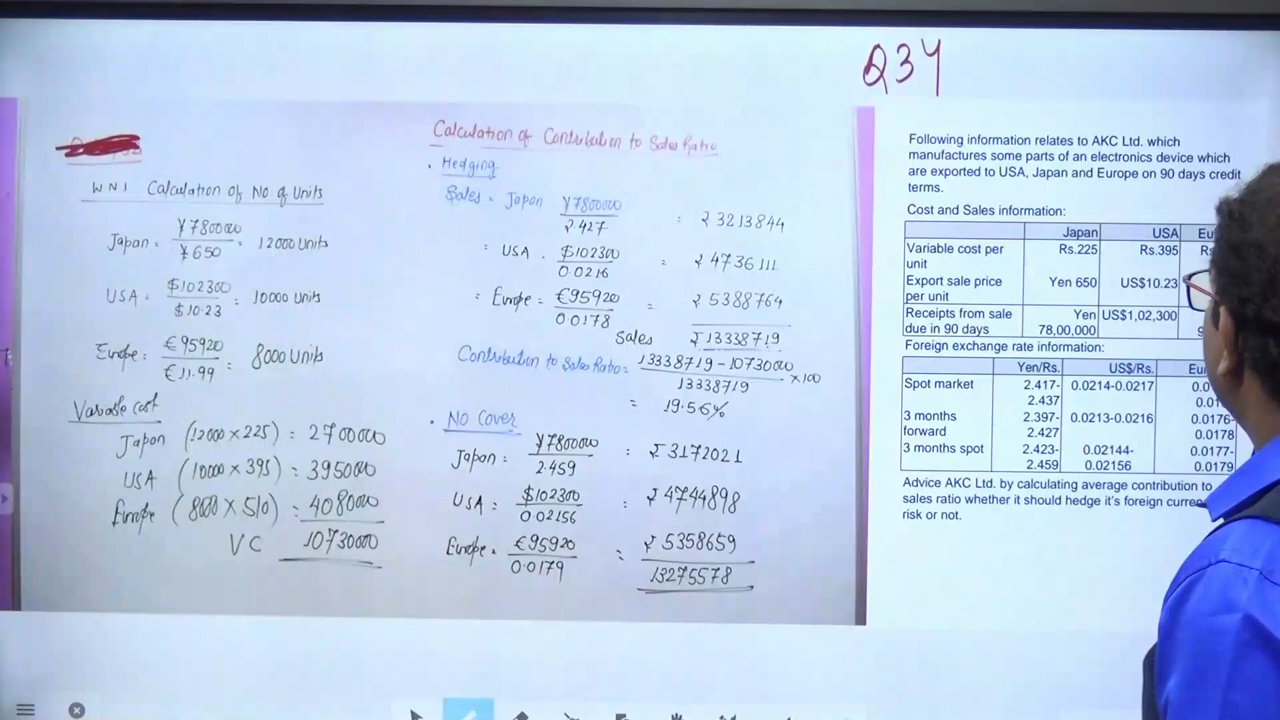 Q34
WN1 Calculation of No of Units
Japan = ¥7800000 / ¥650 = 12000 Units
USA = $102300 / $10.23 = 10000 Units
Europe = €95920 / €11.99 = 8000 Units
Variable Cost
Japan (12000 × 225) = 2700000
USA (10000 × 395) = 3950000
Europe (8000 × 510) = 4080000
VC 10730000
Calculation of Contribution to Sales Ratio
• Hedging
Sales = Japan ¥7800000 / 2.427 = ₹3213844
= USA = $102300 / 0.0216 = ₹4736111
= Europe = €95920 / 0.0178 = ₹5388764
Sales ₹13338719
Contribution to Sales Ratio = 13338719 - 10730000 / 13338719 × 100
= 19.56%
• No Cover
Japan = ¥7800000 / 2.459 = ₹3172021
USA = $102300 / 0.02156 = ₹4744898
Europe = €95920 / 0.0179 = ₹5358659
13275578
Following information relates to AKC Ltd. which
manufactures some parts of an electronics device which
are exported to USA, Japan and Europe on 90 days credit
terms.
Cost and Sales information:
Japan USA Eu
Variable cost per unit Rs.225 Rs.395
Export sale price per unit Yen 650 US$10.23
Receipts from sale due in 90 days Yen 78,00,000 US$1,02,300
Foreign exchange rate information:
Yen/Rs. US$/Rs. Eu
Spot market 2.417-2.437 0.0214-0.0217
3 months forward 2.397-2.427 0.0213-0.0216 0.0176-0.0178
3 months spot 2.423-2.459 0.02144-0.02156 0.0177-0.0179
Advice AKC Ltd. by calculating average contribution to
sales ratio whether it should hedge it's foreign curre
risk or not.